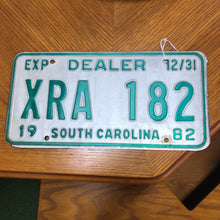 EXP DEALER 12/31
XRA 182
19 SOUTH CAROLINA 82